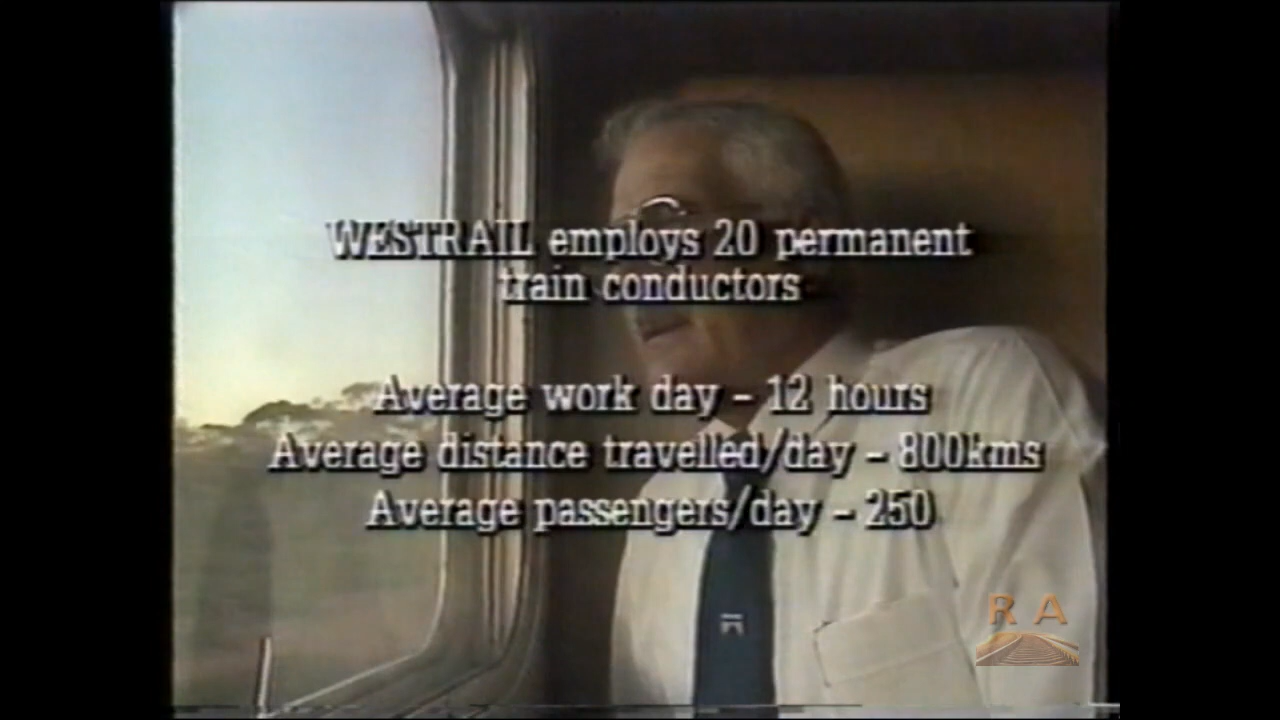 WESTRAIL employs 20 permanent
train conductors
Average work day – 12 hours
Average distance travelled/day – 800kms
Average passengers/day – 250
R A